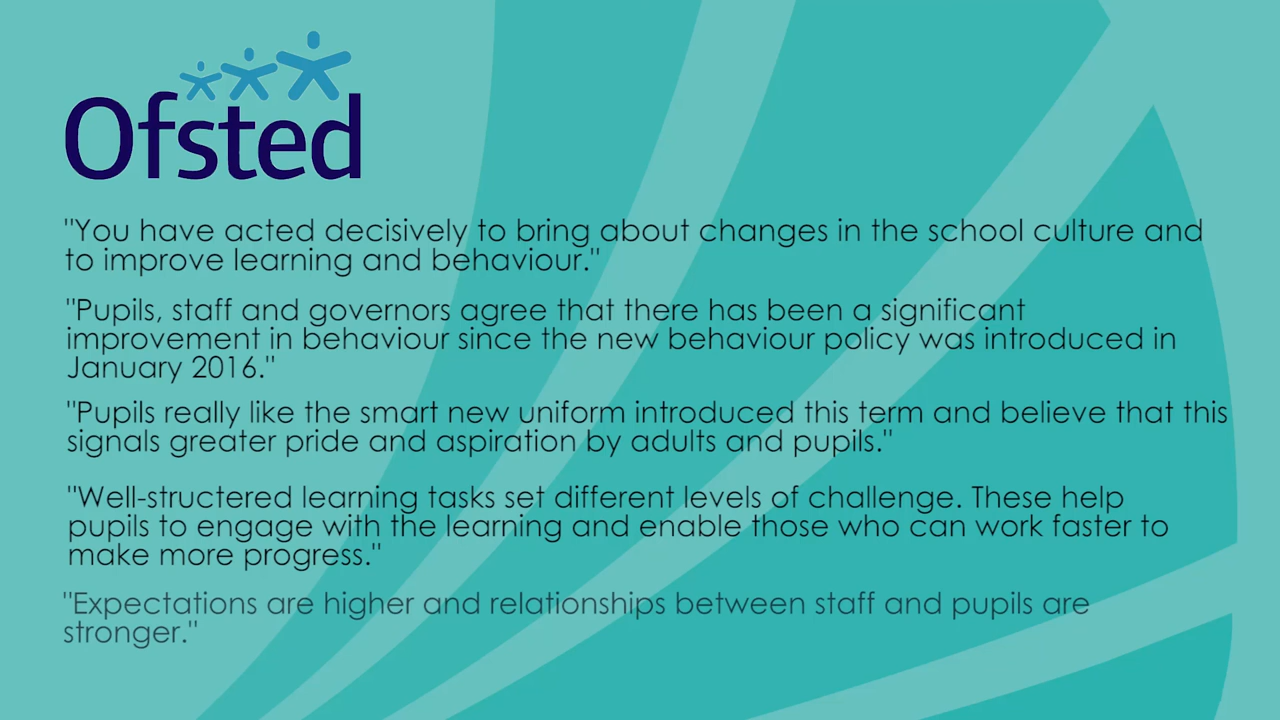 Ofsted
"You have acted decisively to bring about changes in the school culture and
to improve learning and behaviour."
"Pupils, staff and governors agree that there has been a significant
improvement in behaviour since the new behaviour policy was introduced in
January 2016."
"Pupils really like the smart new uniform introduced this term and believe that this
signals greater pride and aspiration by adults and pupils."
"Well-structered learning tasks set different levels of challenge. These help
pupils to engage with the learning and enable those who can work faster to
make more progress."
"Expectations are higher and relationships between staff and pupils are
stronger."